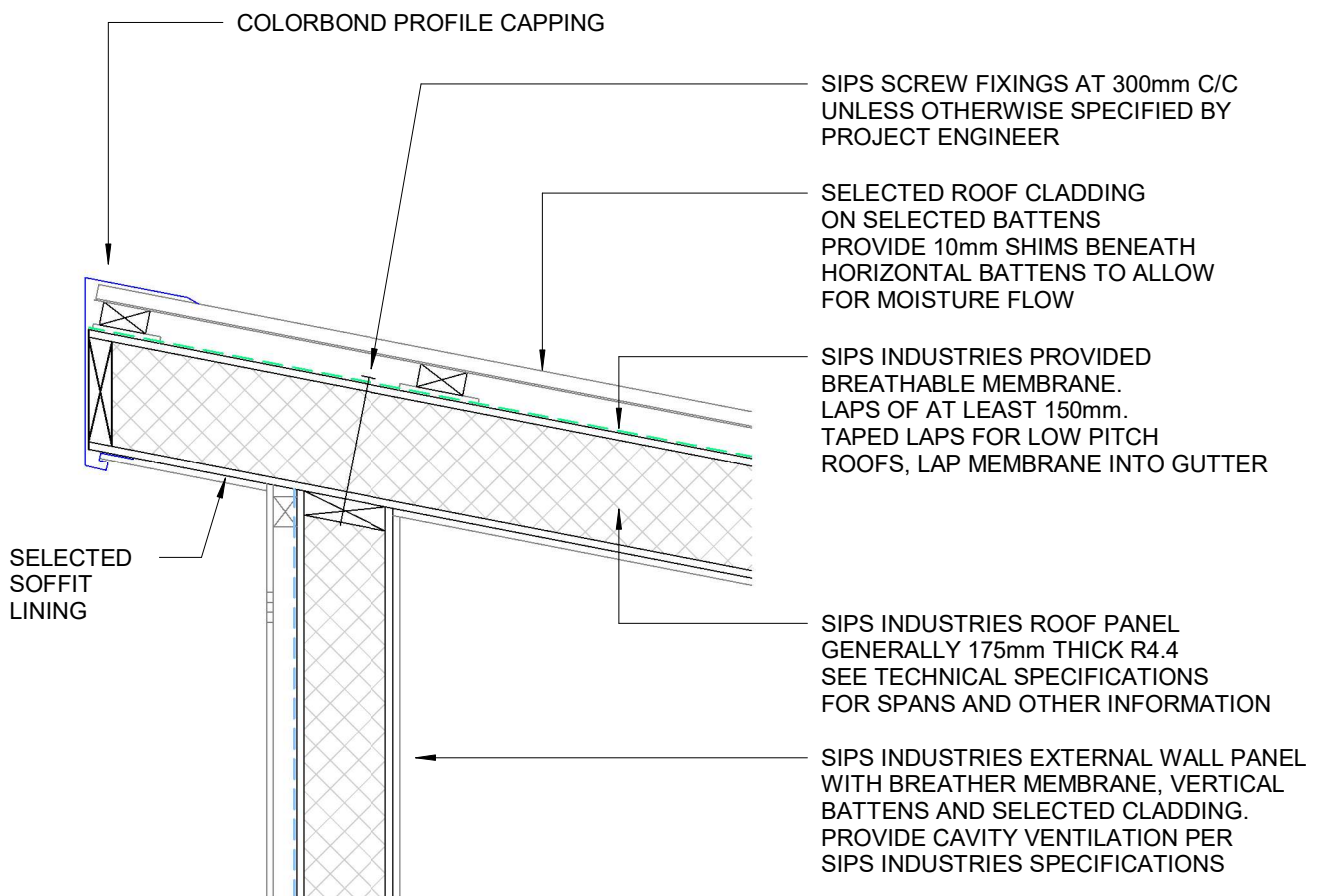 COLORBOND PROFILE CAPPING
SIPS SCREW FIXINGS AT 300mm C/C
UNLESS OTHERWISE SPECIFIED BY
PROJECT ENGINEER
SELECTED ROOF CLADDING
ON SELECTED BATTENS
PROVIDE 10mm SHIMS BENEATH
HORIZONTAL BATTENS TO ALLOW
FOR MOISTURE FLOW
SIPS INDUSTRIES PROVIDED
BREATHABLE MEMBRANE.
LAPS OF AT LEAST 150mm.
TAPED LAPS FOR LOW PITCH
ROOFS, LAP MEMBRANE INTO GUTTER
SELECTED
SOFFIT
LINING
SIPS INDUSTRIES ROOF PANEL
GENERALLY 175mm THICK R4.4
SEE TECHNICAL SPECIFICATIONS
FOR SPANS AND OTHER INFORMATION
SIPS INDUSTRIES EXTERNAL WALL PANEL
WITH BREATHER MEMBRANE, VERTICAL
BATTENS AND SELECTED CLADDING.
PROVIDE CAVITY VENTILATION PER
SIPS INDUSTRIES SPECIFICATIONS